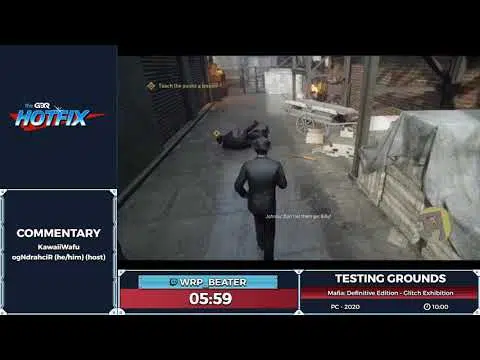 Teach the punks a lesson
the GDQ
HOTFIX
Johnny: Don't let them get Billy!
COMMENTARY
KawaiiWafu
ogNdrahciR (he/him) (host)
WRP_BEATER
05:59
TESTING GROUNDS
Mafia: Definitive Edition - Glitch Exhibition
PC - 2020
10:00